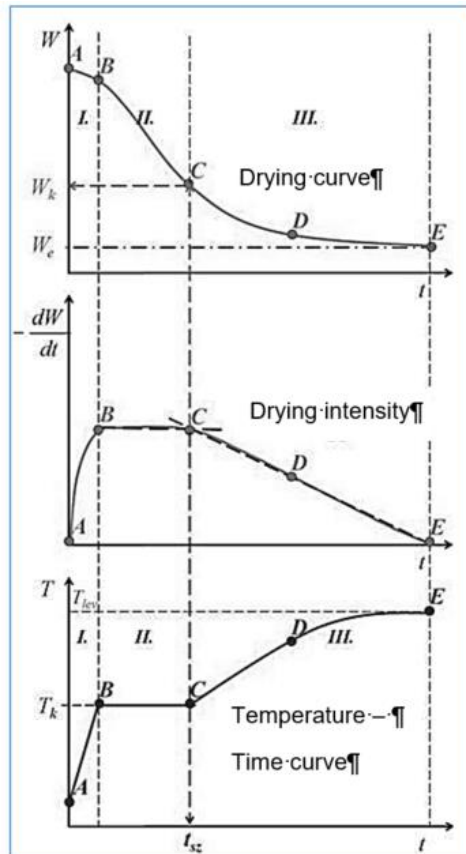 W
A
B
I.
II.
III.
C
Drying·curve¶
W_k
D
E
W_e
t
dW
dt
B
C
Drying·intensity¶
D
A
E
t
T
T_lev
E
I.
II.
D
III.
B
C
T_k
Temperature·–·¶
A
Time·curve¶
t_sz
t